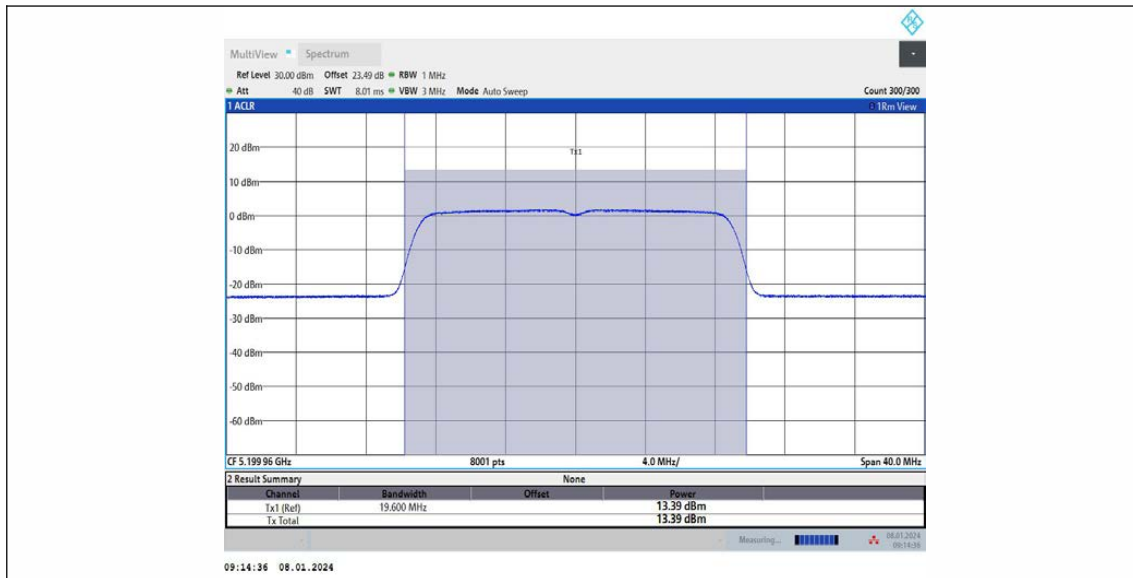 MultiView Spectrum
Ref Level 30.00 dBm Offset 23.49 dB RBW 1 MHz
Att 40 dB SWT 8.01 ms VBW 3 MHz Mode Auto Sweep Count 300/300
1 ACLR 1Rm View
Tx1
20 dBm
10 dBm
0 dBm
-10 dBm
-20 dBm
-30 dBm
-40 dBm
-50 dBm
-60 dBm
CF 5.199 96 GHz 8001 pts 4.0 MHz/ Span 40.0 MHz
2 Result Summary None
Channel Bandwidth Offset Power
Tx1 (Ref) 19.600 MHz 13.39 dBm
Tx Total 13.39 dBm
Measuring... 08.01.2024
09:14:36
09:14:36 08.01.2024